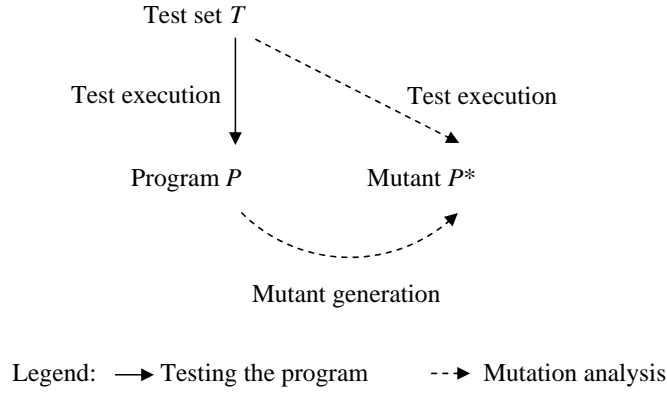 Test set T
Test execution
Test execution
Program P
Mutant P*
Mutant generation
Legend: Testing the program Mutation analysis